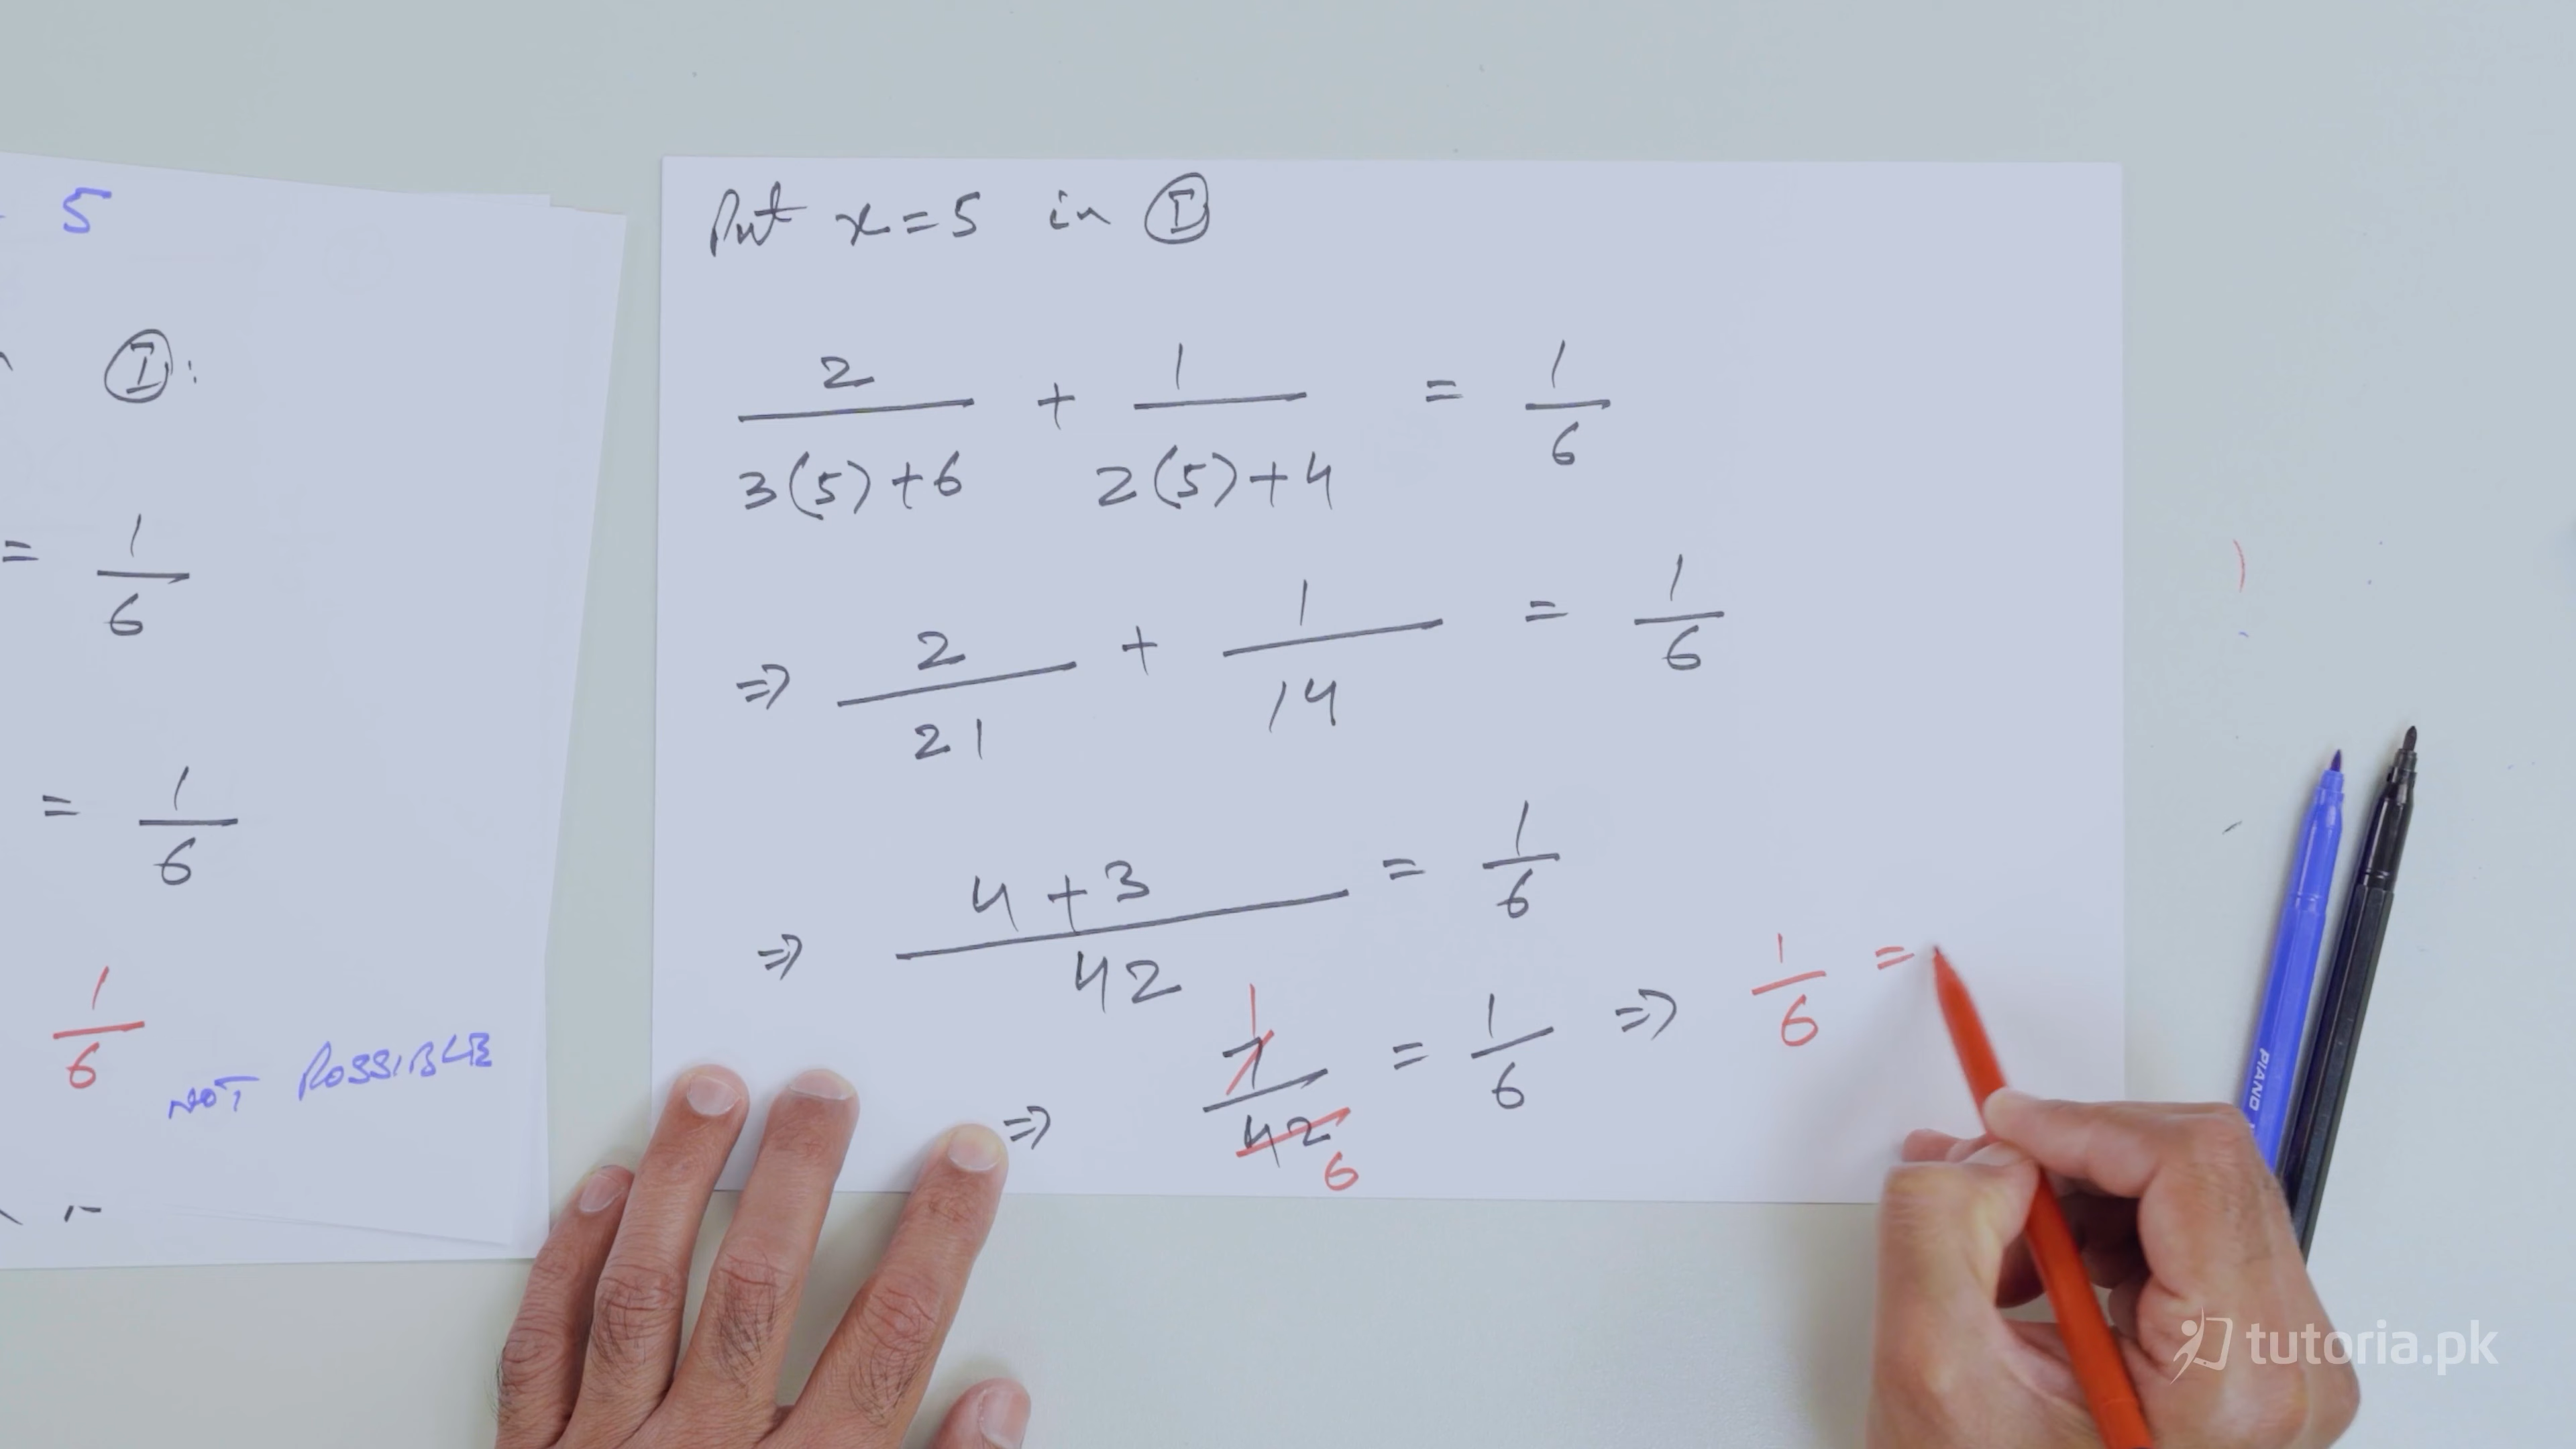 5
Ⓘ:
= 1/6
= 1/6
1/6 NOT POSSIBLE
Put x=5 in Ⓘ
2/(3(5)+6) + 1/(2(5)+4) = 1/6
⇒ 2/21 + 1/14 = 1/6
⇒ (4+3)/42 = 1/6
⇒ 7/42 = 1/6 ⇒ 1/6 =
1
6
PIANO
tutoria.pk